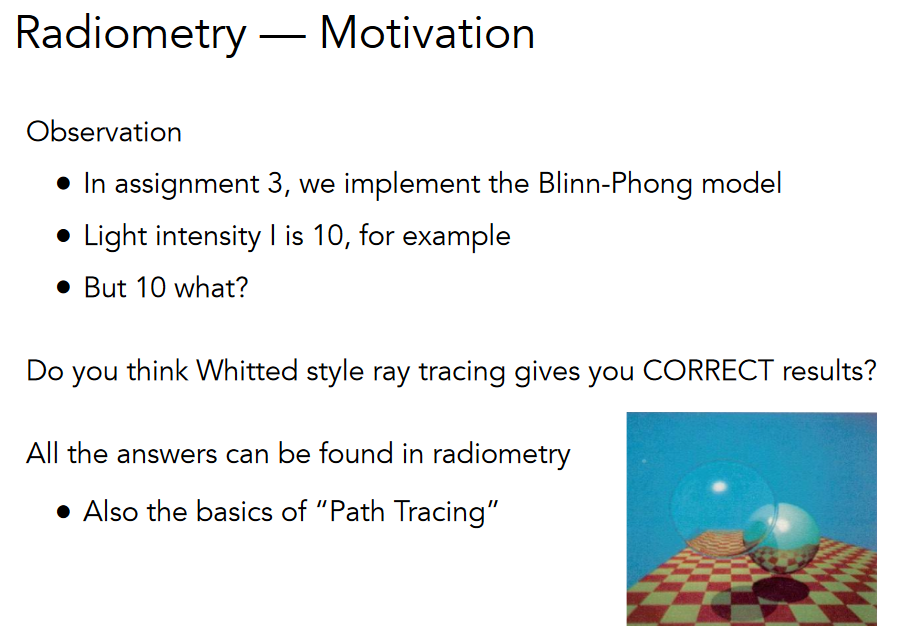 Radiometry — Motivation
Observation
● In assignment 3, we implement the Blinn-Phong model
● Light intensity I is 10, for example
● But 10 what?
Do you think Whitted style ray tracing gives you CORRECT results?
All the answers can be found in radiometry
● Also the basics of “Path Tracing”